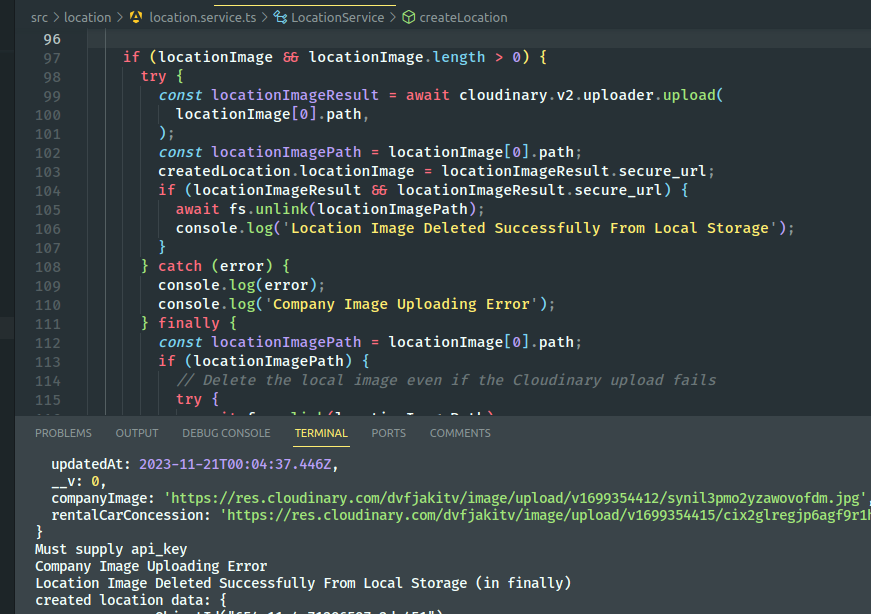 src > location > location.service.ts > LocationService > createLocation
96
97 if (locationImage && locationImage.length > 0) {
98 try {
99 const locationImageResult = await cloudinary.v2.uploader.upload(
100 locationImage[0].path,
101 );
102 const locationImagePath = locationImage[0].path;
103 createdLocation.locationImage = locationImageResult.secure_url;
104 if (locationImageResult && locationImageResult.secure_url) {
105 await fs.unlink(locationImagePath);
106 console.log('Location Image Deleted Successfully From Local Storage');
107 }
108 } catch (error) {
109 console.log(error);
110 console.log('Company Image Uploading Error');
111 } finally {
112 const locationImagePath = locationImage[0].path;
113 if (locationImagePath) {
114 // Delete the local image even if the Cloudinary upload fails
115 try {
PROBLEMS OUTPUT DEBUG CONSOLE TERMINAL PORTS COMMENTS
updatedAt: 2023-11-21T00:04:37.446Z,
__v: 0,
companyImage: 'https://res.cloudinary.com/dvfjakitv/image/upload/v1699354412/synil3pmo2yzawovofdm.jpg',
rentalCarConcession: 'https://res.cloudinary.com/dvfjakitv/image/upload/v1699354415/cix2glregjp6agf9r1h
}
Must supply api_key
Company Image Uploading Error
Location Image Deleted Successfully From Local Storage (in finally)
created location data: {